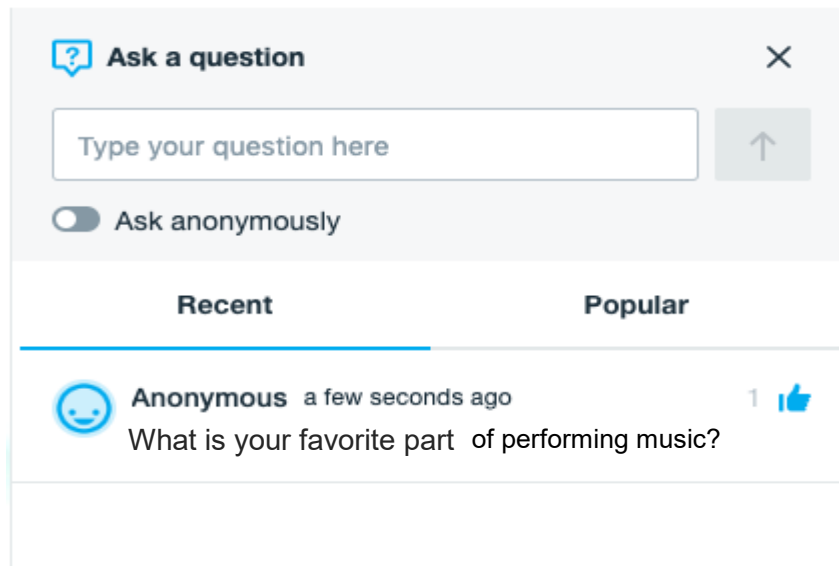 Ask a question
Type your question here
Ask anonymously
Recent Popular
Anonymous a few seconds ago 1
What is your favorite part of performing music?